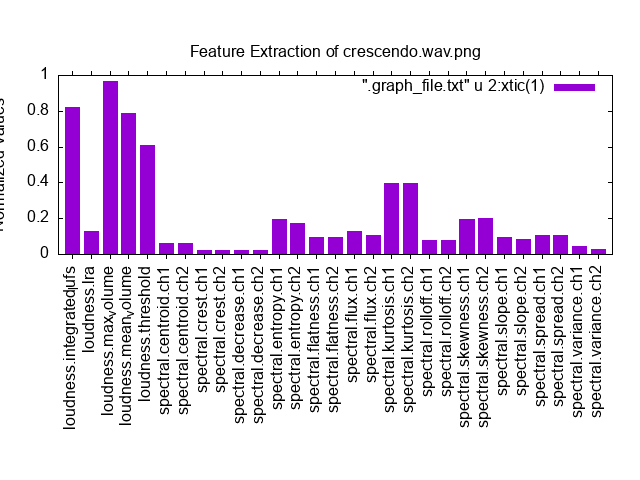 Feature Extraction of crescendo.wav.png
".graph_file.txt" u 2:xtic(1)
Normalized Values
1
0.8
0.6
0.4
0.2
0
loudness.integratedlufs
loudness.lra
loudness.maxvolume
loudness.meanvolume
loudness.threshold
spectral.centroid.ch1
spectral.centroid.ch2
spectral.crest.ch1
spectral.crest.ch2
spectral.decrease.ch1
spectral.decrease.ch2
spectral.entropy.ch1
spectral.entropy.ch2
spectral.flatness.ch1
spectral.flatness.ch2
spectral.flux.ch1
spectral.flux.ch2
spectral.kurtosis.ch1
spectral.kurtosis.ch2
spectral.rolloff.ch1
spectral.rolloff.ch2
spectral.skewness.ch1
spectral.skewness.ch2
spectral.slope.ch1
spectral.slope.ch2
spectral.spread.ch1
spectral.spread.ch2
spectral.variance.ch1
spectral.variance.ch2